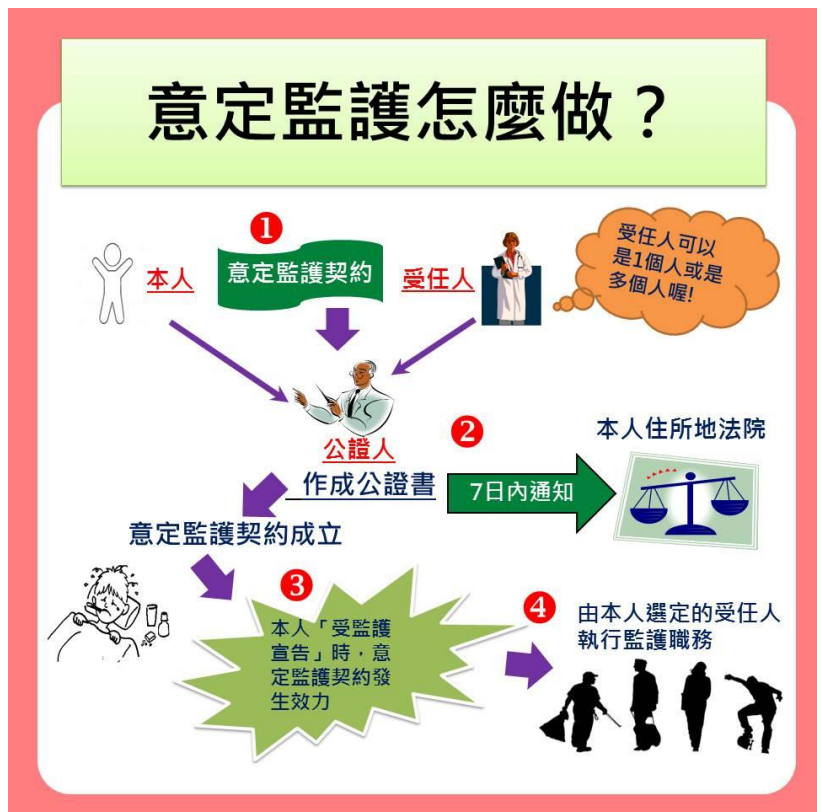 意定監護怎麼做？
❶
本人
意定監護契約
受任人
受任人可以
是1個人或是
多個人喔!
公證人
作成公證書
❷
7日內通知
本人住所地法院
意定監護契約成立
❸
本人「受監護
宣告」時，意
定監護契約發
生效力
❹
由本人選定的受任人
執行監護職務